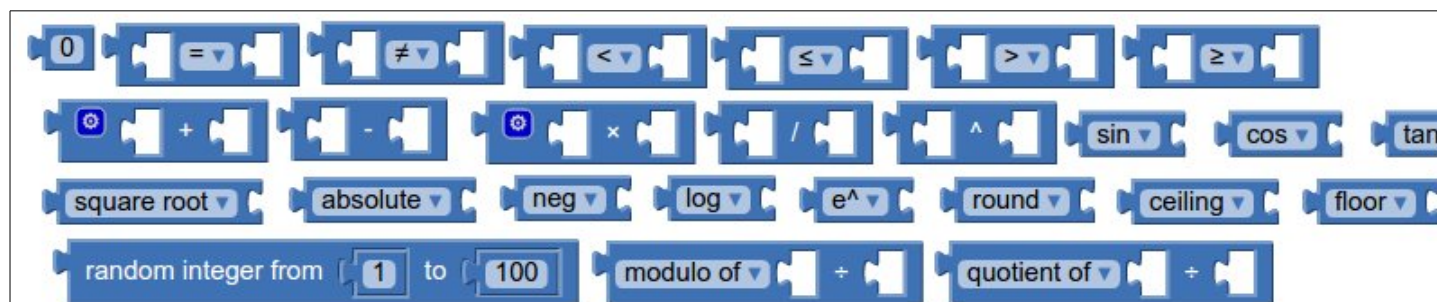 0 = ≠ < ≤ > ≥
+ - × / ^ sin cos tan
square root absolute neg log e^ round ceiling floor
random integer from 1 to 100 modulo of ÷ quotient of ÷